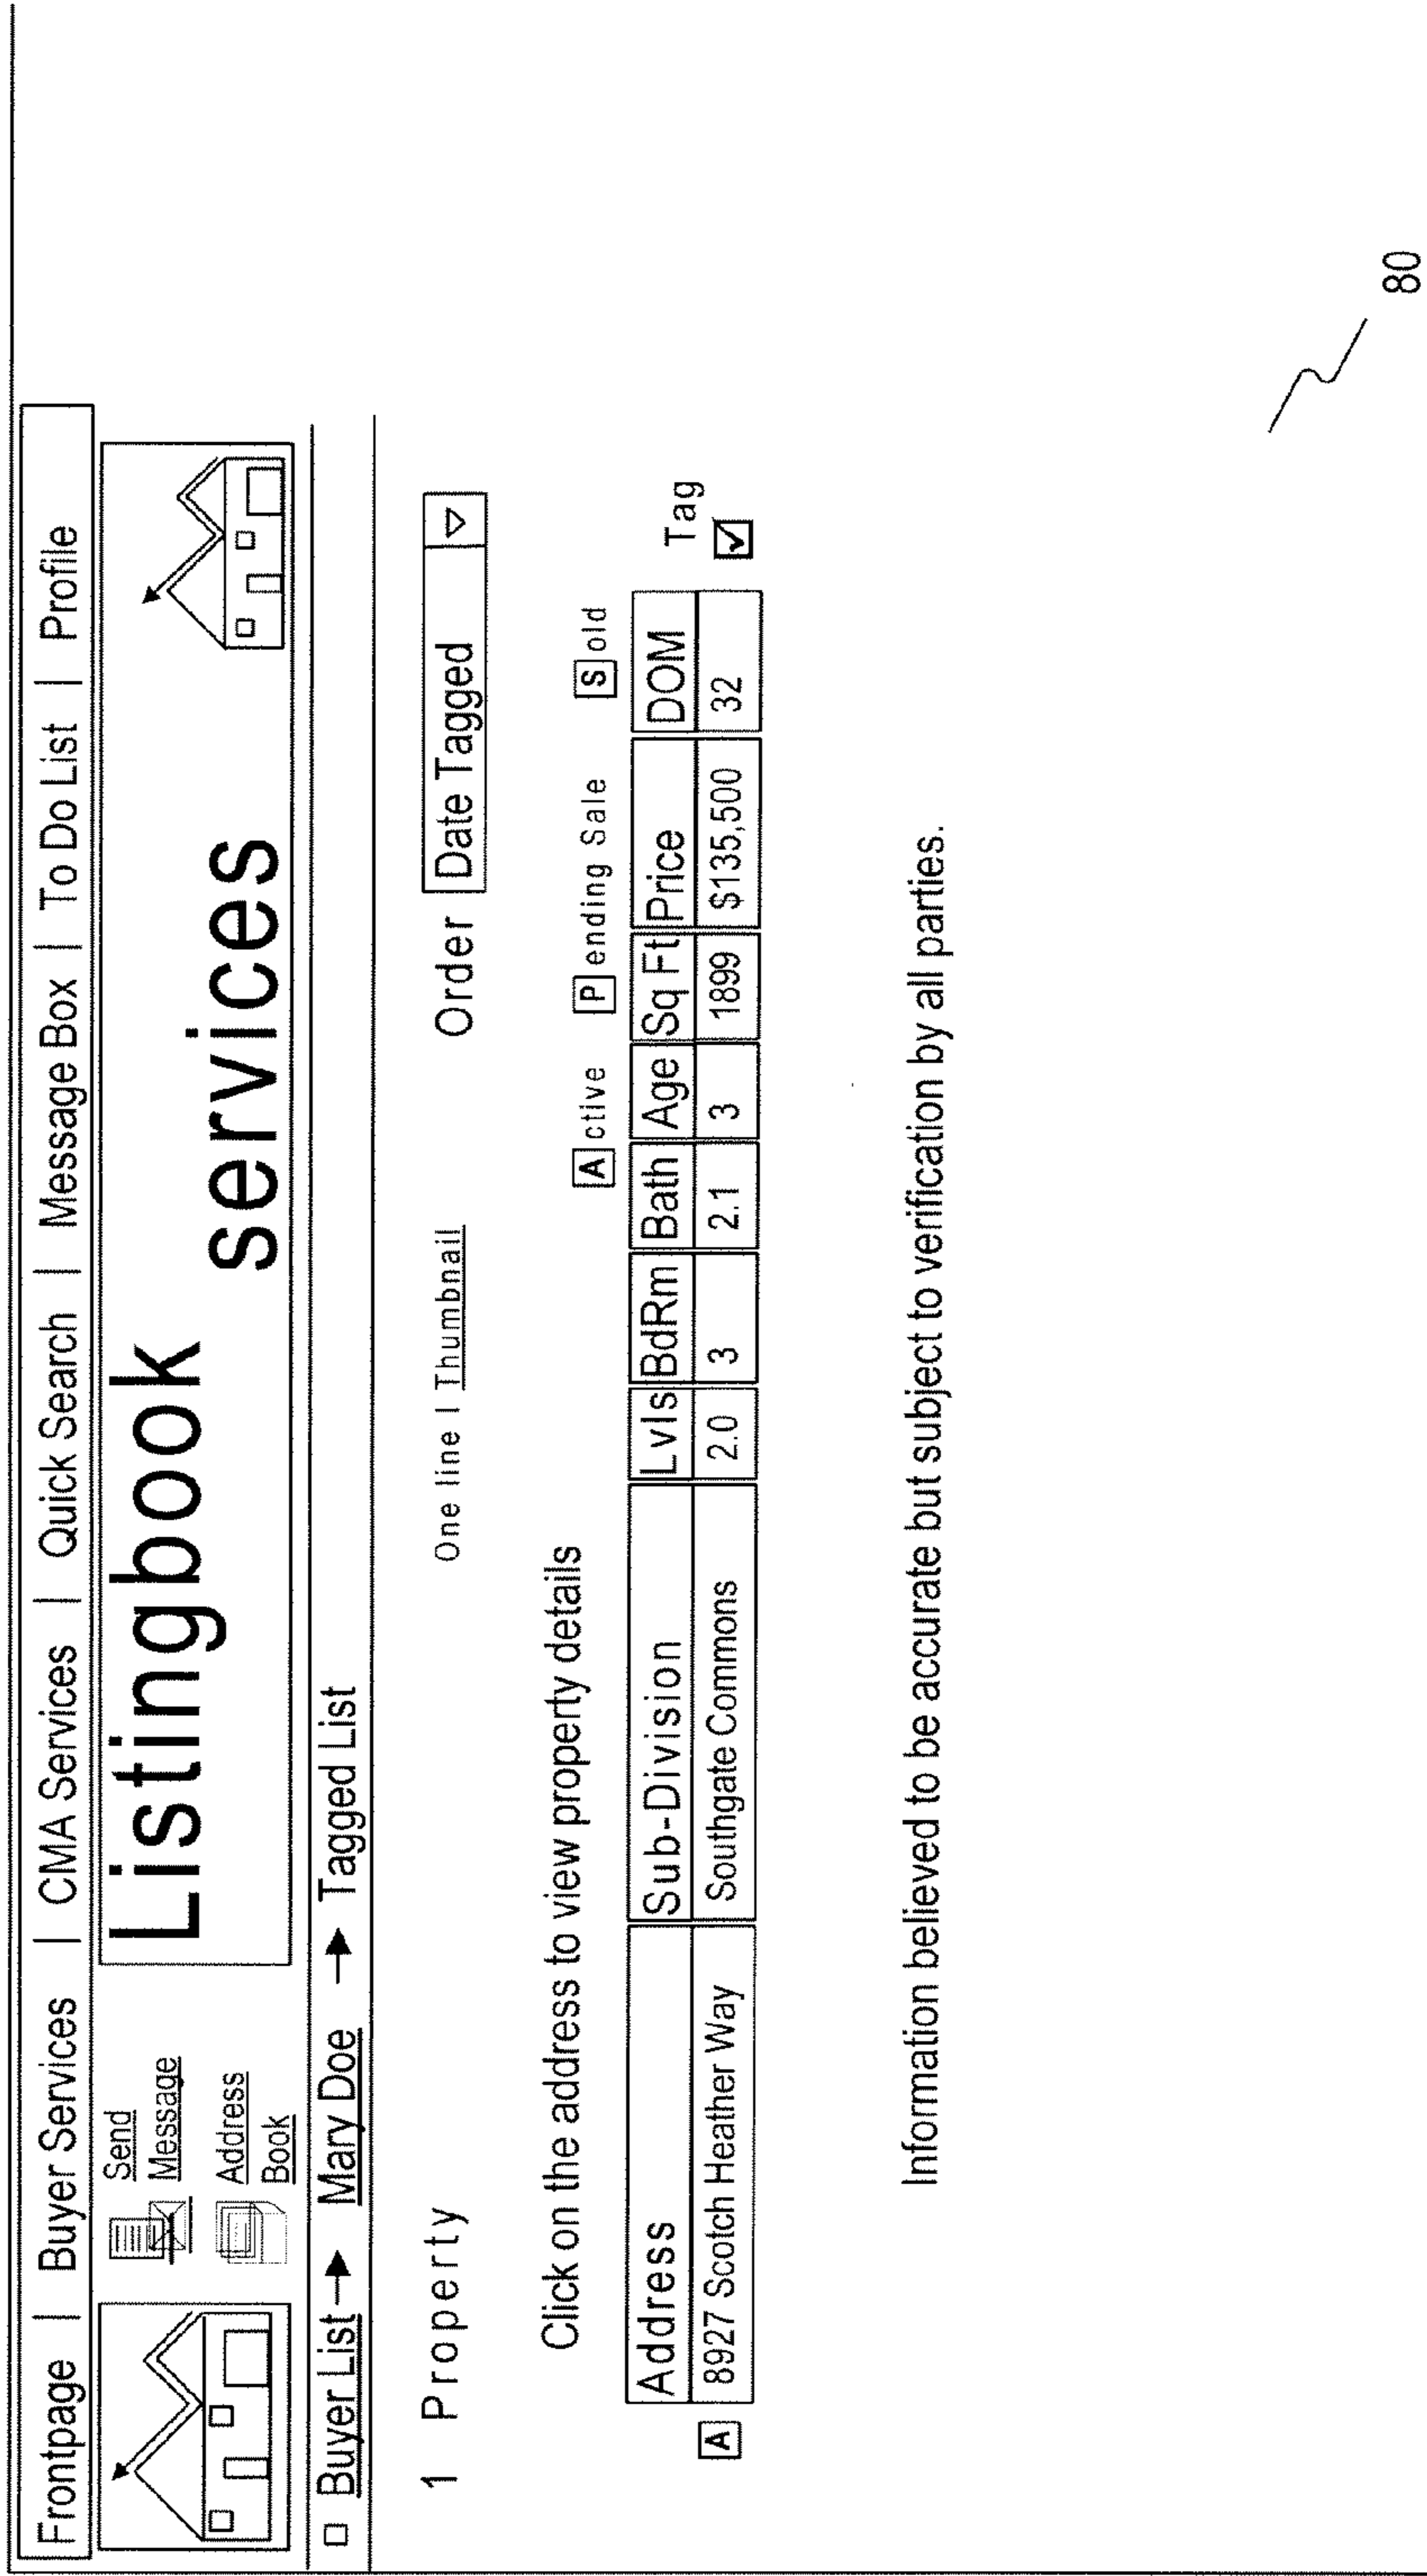 Frontpage | Buyer Services | CMA Services | Quick Search | Message Box | To Do List | Profile
Send
Message
Address
Book
Listingbook
services
Buyer List → Mary Doe → Tagged List
1 Property One line | Thumbnail Order Date Tagged
Click on the address to view property details
A ctive P ending Sale S old
Address Sub-Division Lvls BdRm Bath Age Sq Ft Price DOM Tag
A 8927 Scotch Heather Way Southgate Commons 2.0 3 2.1 3 1899 $135,500 32
Information believed to be accurate but subject to verification by all parties.
80